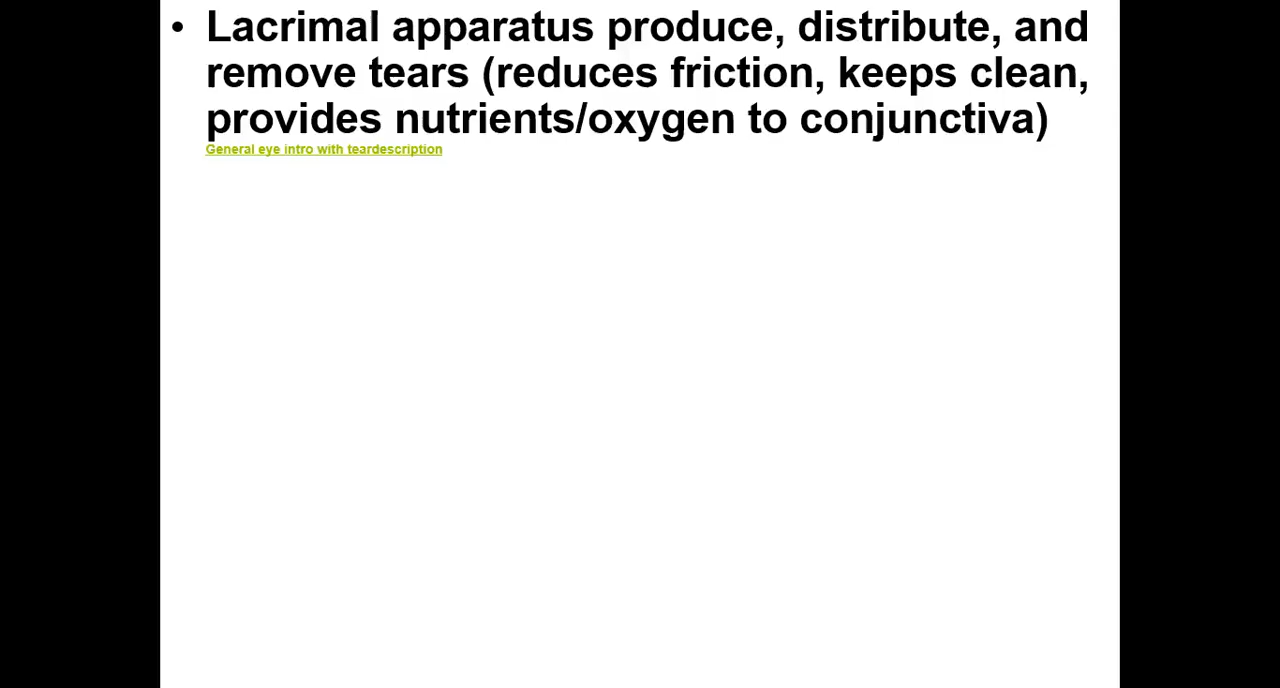 • Lacrimal apparatus produce, distribute, and
remove tears (reduces friction, keeps clean,
provides nutrients/oxygen to conjunctiva)
General eye intro with teardescription